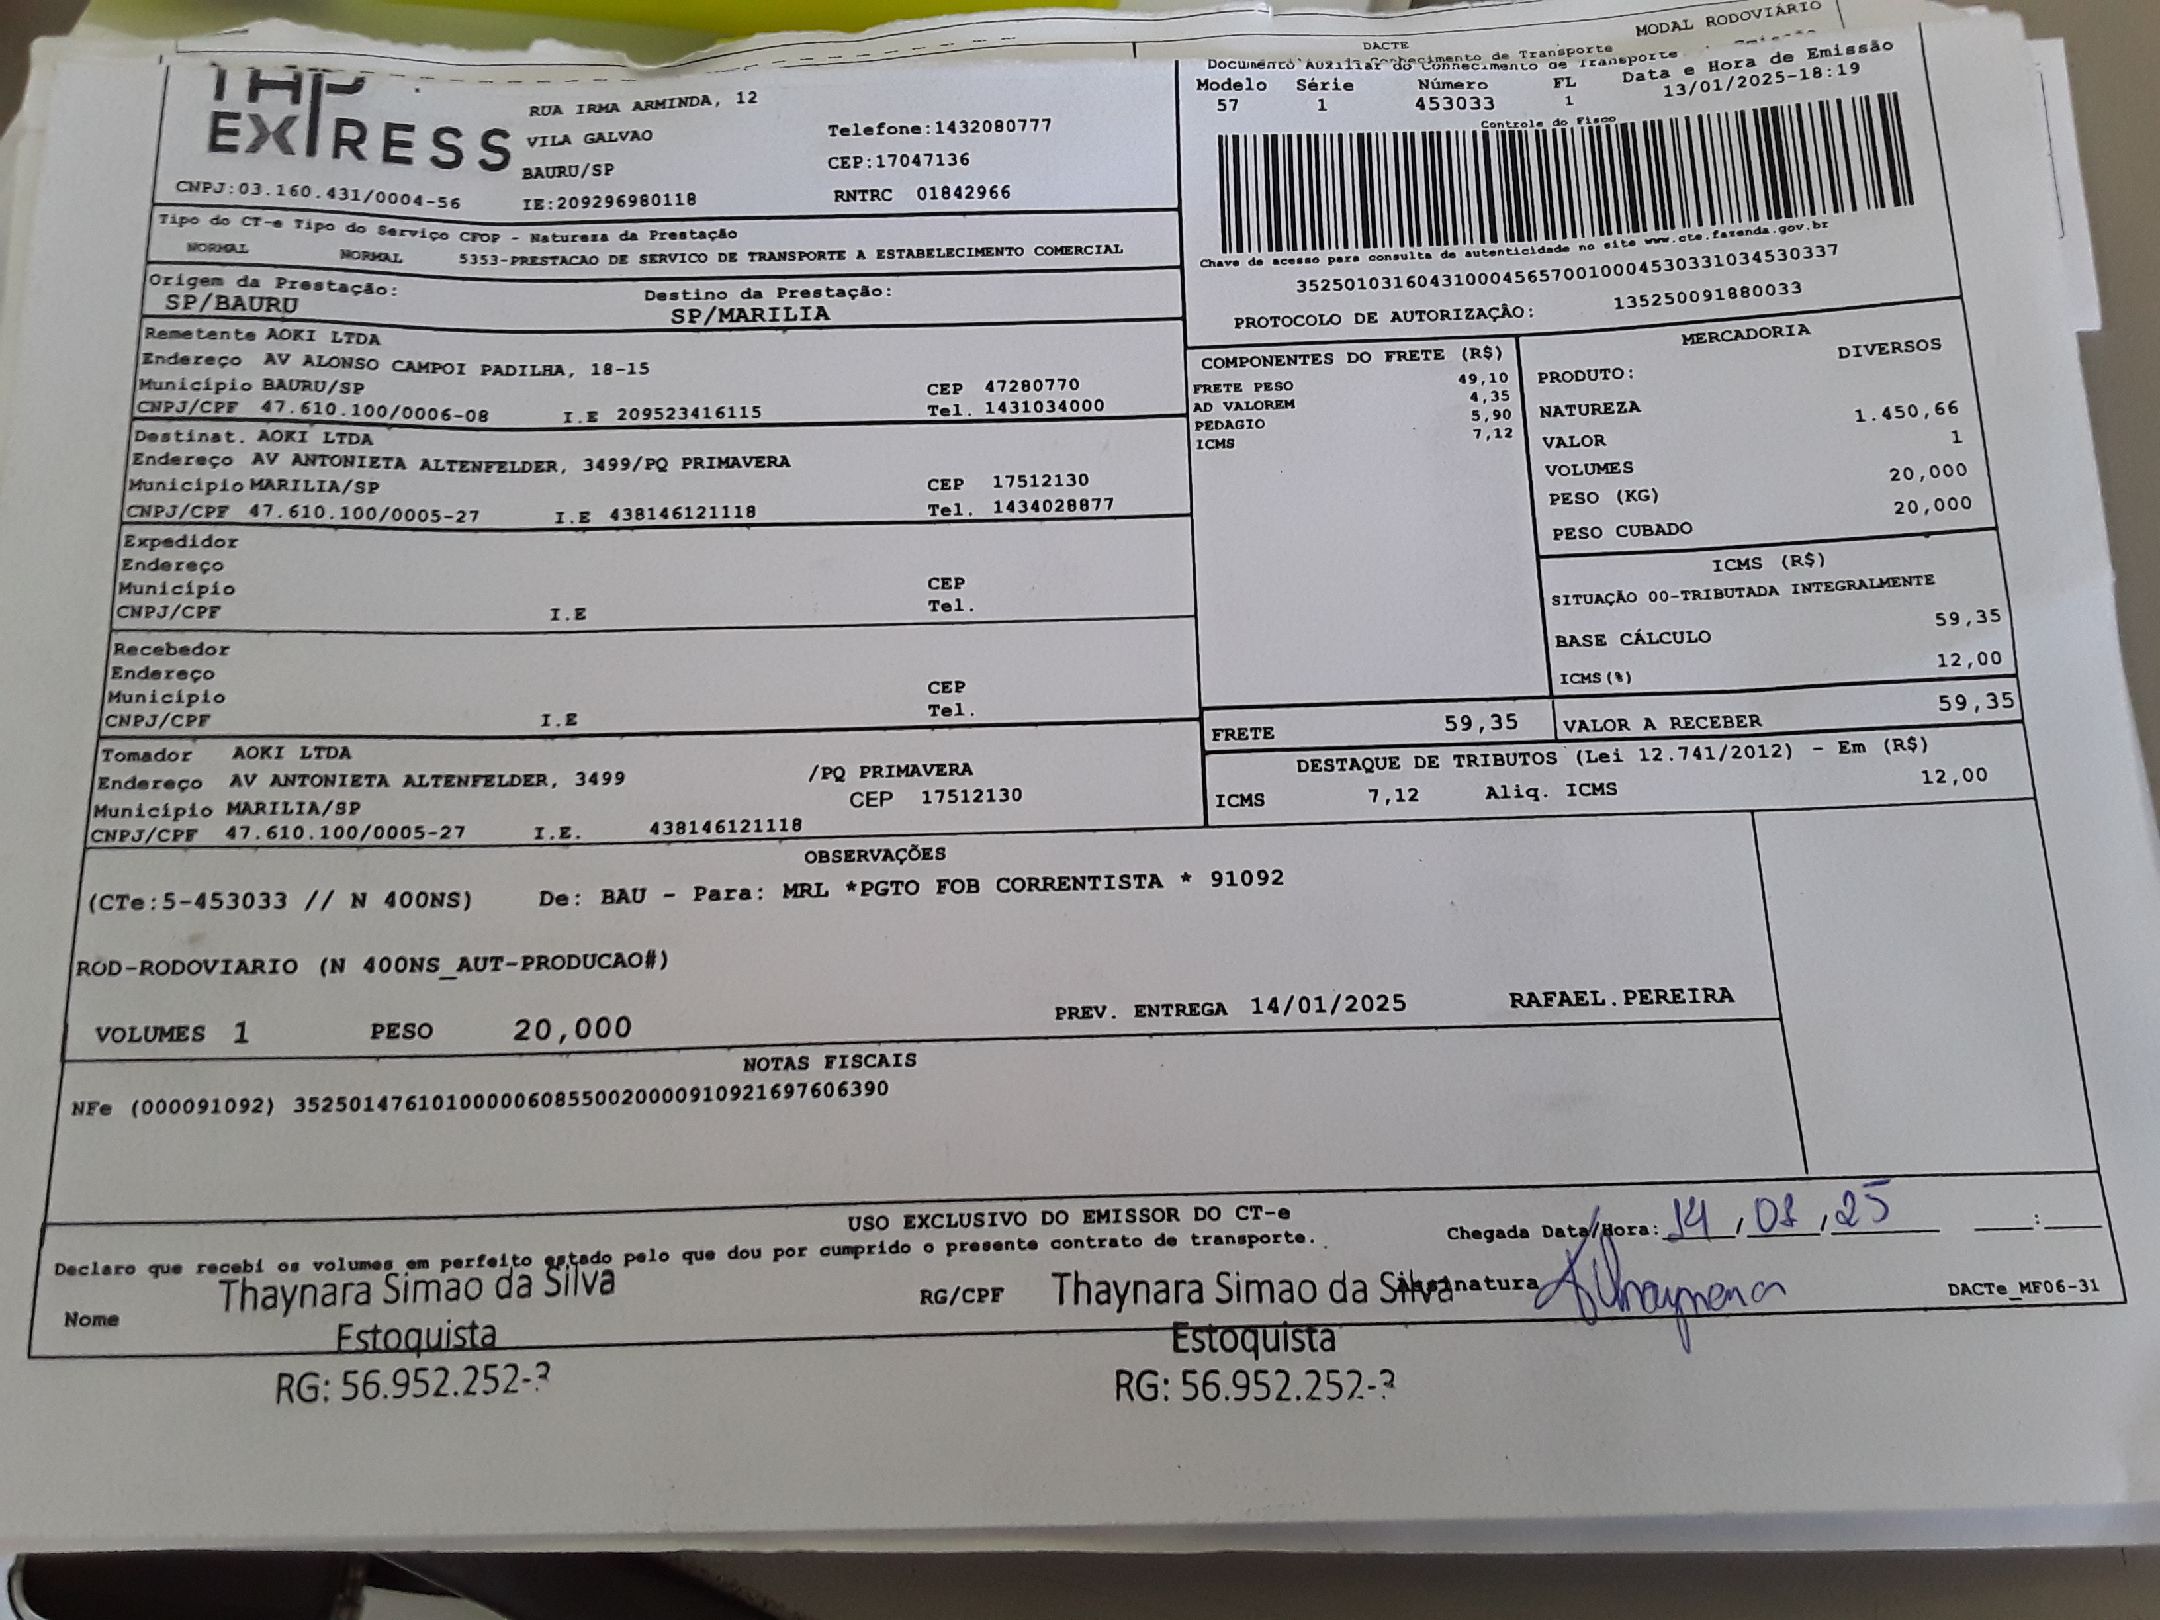 DACTE
MODAL RODOVIÁRIO
Documento Auxiliar do Conhecimento de Transporte
EXPRESS
RUA IRMA ARMINDA, 12
VILA GALVAO
BAURU/SP
Telefone:1432080777
CEP:17047136
CNPJ:03.160.431/0004-56
IE:209296980118
RNTRC 01842966
Modelo Série Número FL Data e Hora de Emissão
57 1 453033 1 13/01/2025-18:19
Controle do Fisco
Chave de acesso para consulta de autenticidade no site www.cte.fazenda.gov.br
35250103160431000456570010004530331034530337
PROTOCOLO DE AUTORIZAÇÂO: 135250091880033
Tipo do CT-e Tipo do Serviço CFOP - Natureza da Prestação
NORMAL NORMAL 5353-PRESTACAO DE SERVICO DE TRANSPORTE A ESTABELECIMENTO COMERCIAL
Origem da Prestação: Destino da Prestação:
SP/BAURU SP/MARILIA
Remetente AOKI LTDA
Endereço AV ALONSO CAMPOI PADILHA, 18-15
Município BAURU/SP CEP 47280770
CNPJ/CPF 47.610.100/0006-08 I.E 209523416115 Tel. 1431034000
Destinat. AOKI LTDA
Endereço AV ANTONIETA ALTENFELDER, 3499/PQ PRIMAVERA
Município MARILIA/SP CEP 17512130
CNPJ/CPF 47.610.100/0005-27 I.E 438146121118 Tel. 1434028877
Expedidor
Endereço
Município CEP
CNPJ/CPF I.E Tel.
Recebedor
Endereço
Município CEP
CNPJ/CPF I.E Tel.
Tomador AOKI LTDA
Endereço AV ANTONIETA ALTENFELDER, 3499 /PQ PRIMAVERA
Município MARILIA/SP CEP 17512130
CNPJ/CPF 47.610.100/0005-27 I.E. 438146121118
COMPONENTES DO FRETE (R$)
FRETE PESO 49,10
AD VALOREM 4,35
PEDAGIO 5,90
ICMS 7,12
MERCADORIA
PRODUTO: DIVERSOS
NATUREZA
VALOR 1.450,66
VOLUMES 1
PESO (KG) 20,000
PESO CUBADO 20,000
ICMS (R$)
SITUAÇÃO 00-TRIBUTADA INTEGRALMENTE
BASE CÁLCULO 59,35
ICMS(%) 12,00
FRETE 59,35 VALOR A RECEBER 59,35
DESTAQUE DE TRIBUTOS (Lei 12.741/2012) - Em (R$)
ICMS 7,12 Aliq. ICMS 12,00
OBSERVAÇÕES
(CTe:5-453033 // N 400NS) De: BAU - Para: MRL *PGTO FOB CORRENTISTA * 91092
ROD-RODOVIARIO (N 400NS_AUT-PRODUCAO#)
VOLUMES 1 PESO 20,000 PREV. ENTREGA 14/01/2025 RAFAEL.PEREIRA
NOTAS FISCAIS
NFe (000091092) 35250147610100000608550020000910921697606390
USO EXCLUSIVO DO EMISSOR DO CT-e
Declaro que recebi os volumes em perfeito estado pelo que dou por cumprido o presente contrato de transporte.
Chegada Data/Hora: 14, 01, 25 :
Nome Thaynara Simao da Silva RG/CPF Thaynara Simao da Silva Assinatura DACTe_MF06-31
Estoquista Estoquista
RG: 56.952.252- RG: 56.952.252-